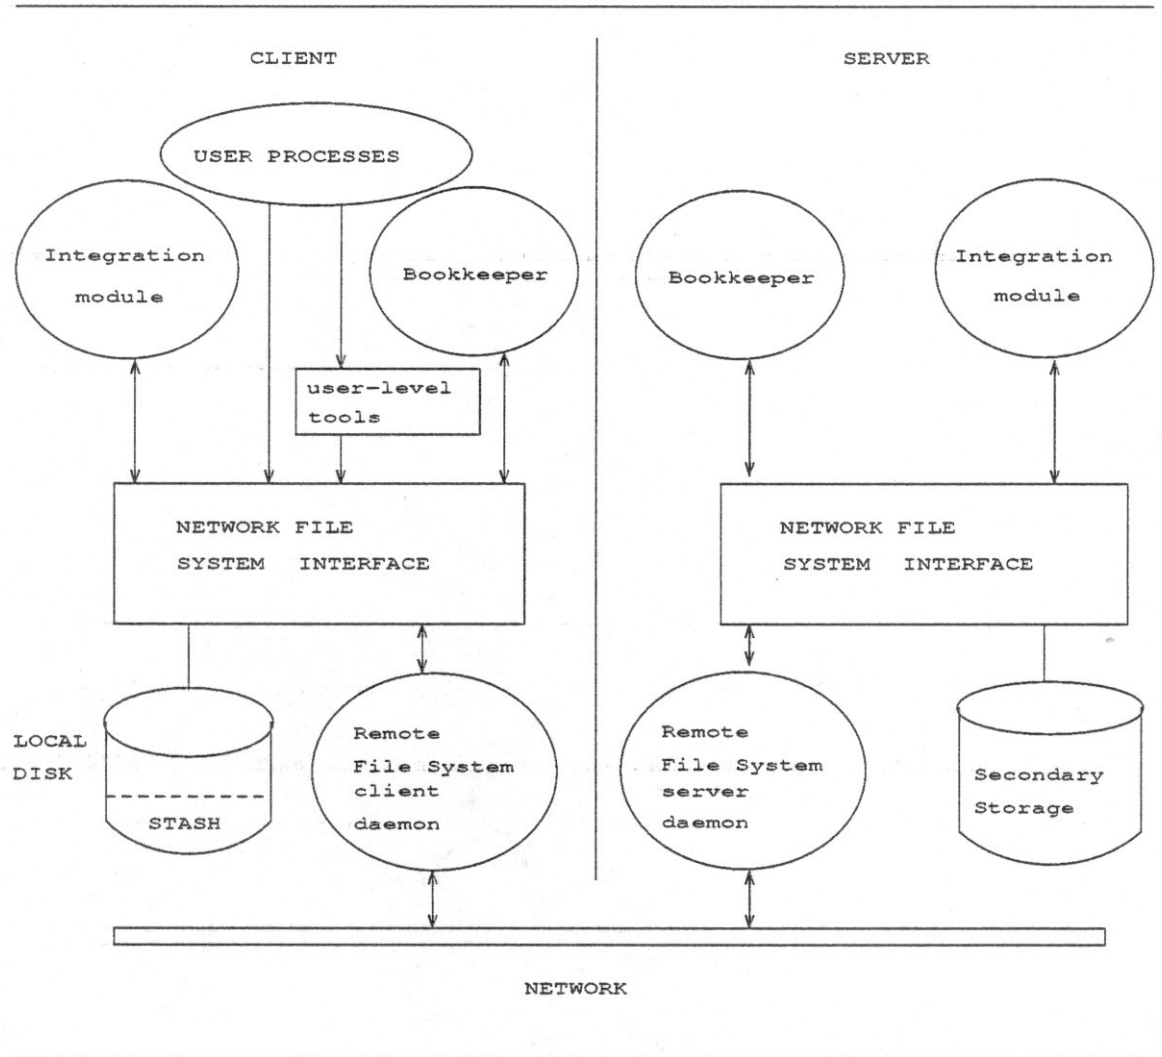 CLIENT
SERVER
USER PROCESSES
Integration
module
Bookkeeper
Bookkeeper
Integration
module
user-level
tools
NETWORK FILE
SYSTEM INTERFACE
NETWORK FILE
SYSTEM INTERFACE
LOCAL
DISK
STASH
Remote
File System
client
daemon
Remote
File System
server
daemon
Secondary
Storage
NETWORK